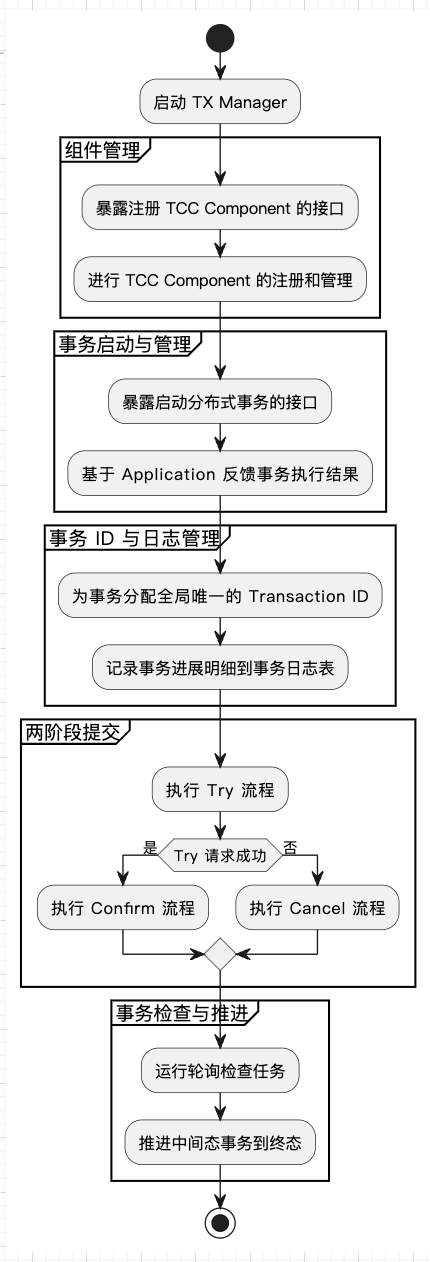 启动 TX Manager
组件管理
暴露注册 TCC Component 的接口
进行 TCC Component 的注册和管理
事务启动与管理
暴露启动分布式事务的接口
基于 Application 反馈事务执行结果
事务 ID 与日志管理
为事务分配全局唯一的 Transaction ID
记录事务进展明细到事务日志表
两阶段提交
执行 Try 流程
是
Try 请求成功
否
执行 Confirm 流程
执行 Cancel 流程
事务检查与推进
运行轮询检查任务
推进中间态事务到终态